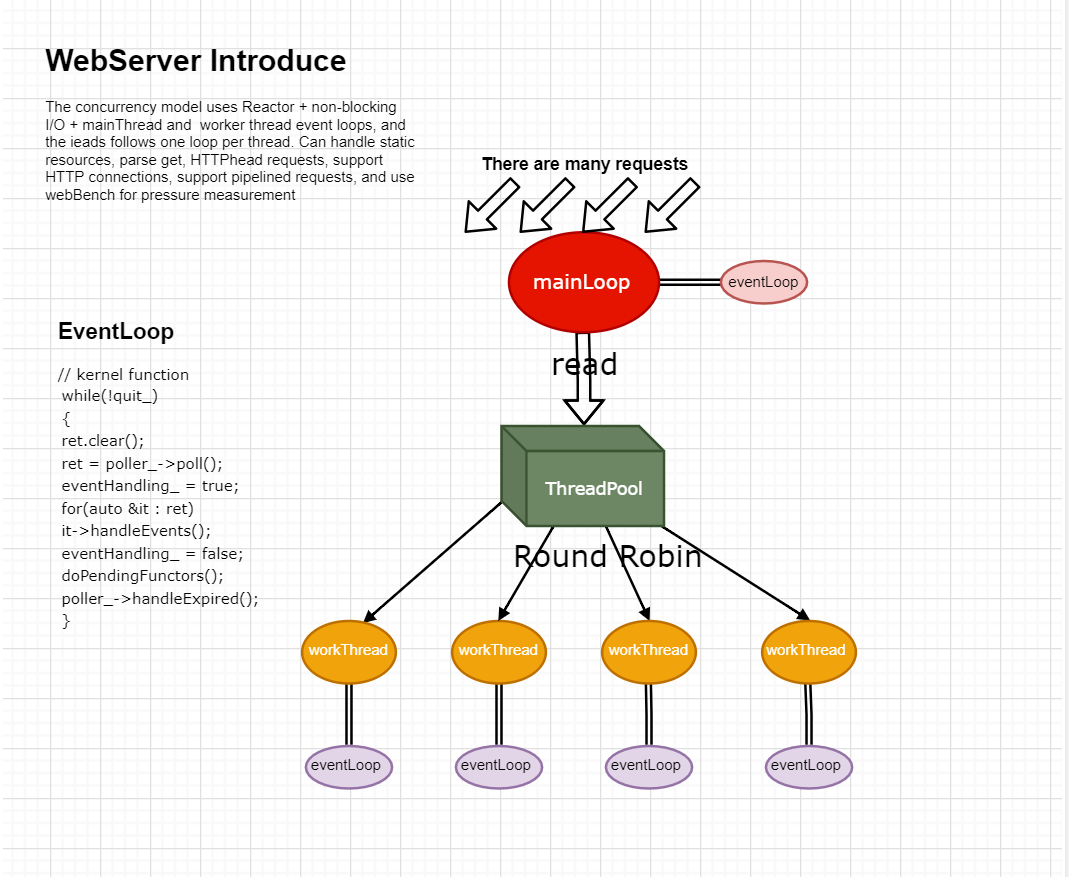 WebServer Introduce
The concurrency model uses Reactor + non-blocking
I/O + mainThread and  worker thread event loops, and
the ieads follows one loop per thread. Can handle static
resources, parse get, HTTPhead requests, support
HTTP connections, support pipelined requests, and use
webBench for pressure measurement
There are many requests
mainLoop
eventLoop
read
EventLoop
// kernel function
while(!quit_)
{
ret.clear();
ret = poller_->poll();
eventHandling_ = true;
for(auto &it : ret)
it->handleEvents();
eventHandling_ = false;
doPendingFunctors();
poller_->handleExpired();
}
ThreadPool
Round Robin
workThread
workThread
workThread
workThread
eventLoop
eventLoop
eventLoop
eventLoop